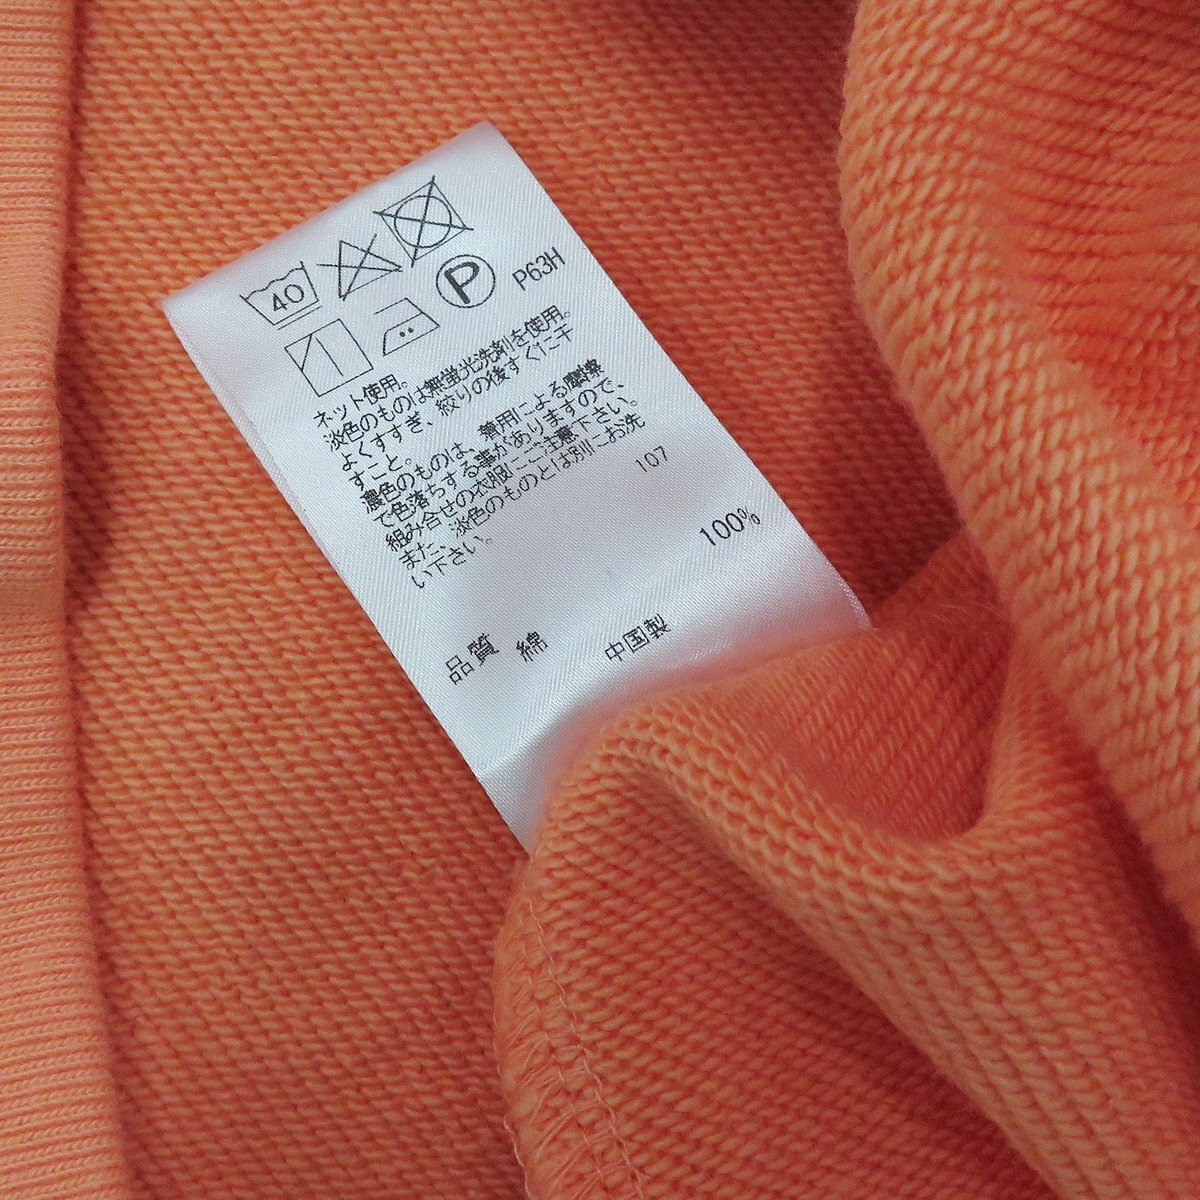 40
P P63H
ネット使用。
淡色のものは無蛍光洗剤を使用。
よくすすぎ、絞りの後すぐに干
すこと。
濃色のものは、着用による摩擦
で色落ちする事がありますので、
組み合せの衣服にご注意下さい。
また、淡色のものとは別にお洗
い下さい。
107
品質
綿 100%
中国製